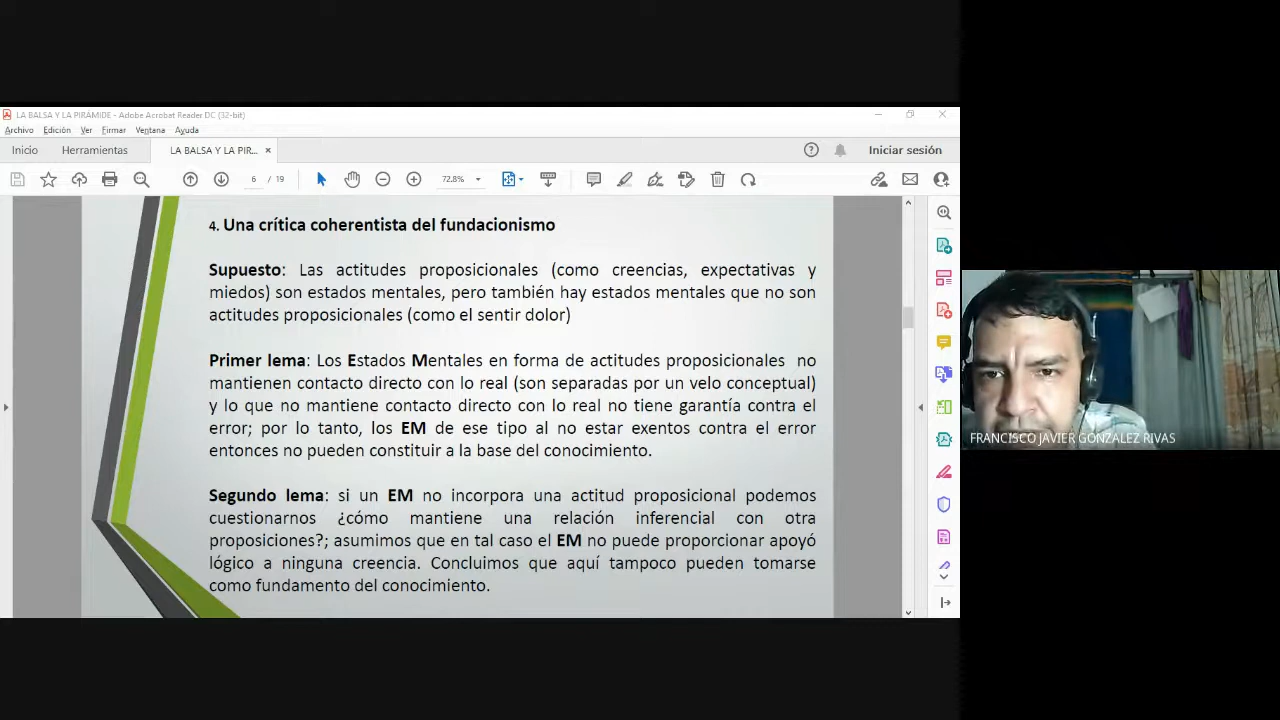 LA BALSA Y LA PIRÁMIDE - Adobe Acrobat Reader DC (32-bit)
Archivo Edición Ver Firmar Ventana Ayuda
Inicio Herramientas LA BALSA Y LA PIR... × Iniciar sesión
6 / 19 72,8%
4. Una crítica coherentista del fundacionismo
Supuesto: Las actitudes proposicionales (como creencias, expectativas y
miedos) son estados mentales, pero también hay estados mentales que no son
actitudes proposicionales (como el sentir dolor)
Primer lema: Los Estados Mentales en forma de actitudes proposicionales no
mantienen contacto directo con lo real (son separadas por un velo conceptual)
y lo que no mantiene contacto directo con lo real no tiene garantía contra el
error; por lo tanto, los EM de ese tipo al no estar exentos contra el error
entonces no pueden constituir a la base del conocimiento.
Segundo lema: si un EM no incorpora una actitud proposicional podemos
cuestionarnos ¿cómo mantiene una relación inferencial con otra
proposiciones?; asumimos que en tal caso el EM no puede proporcionar apoyó
lógico a ninguna creencia. Concluimos que aquí tampoco pueden tomarse
como fundamento del conocimiento.
FRANCISCO JAVIER GONZALEZ RIVAS